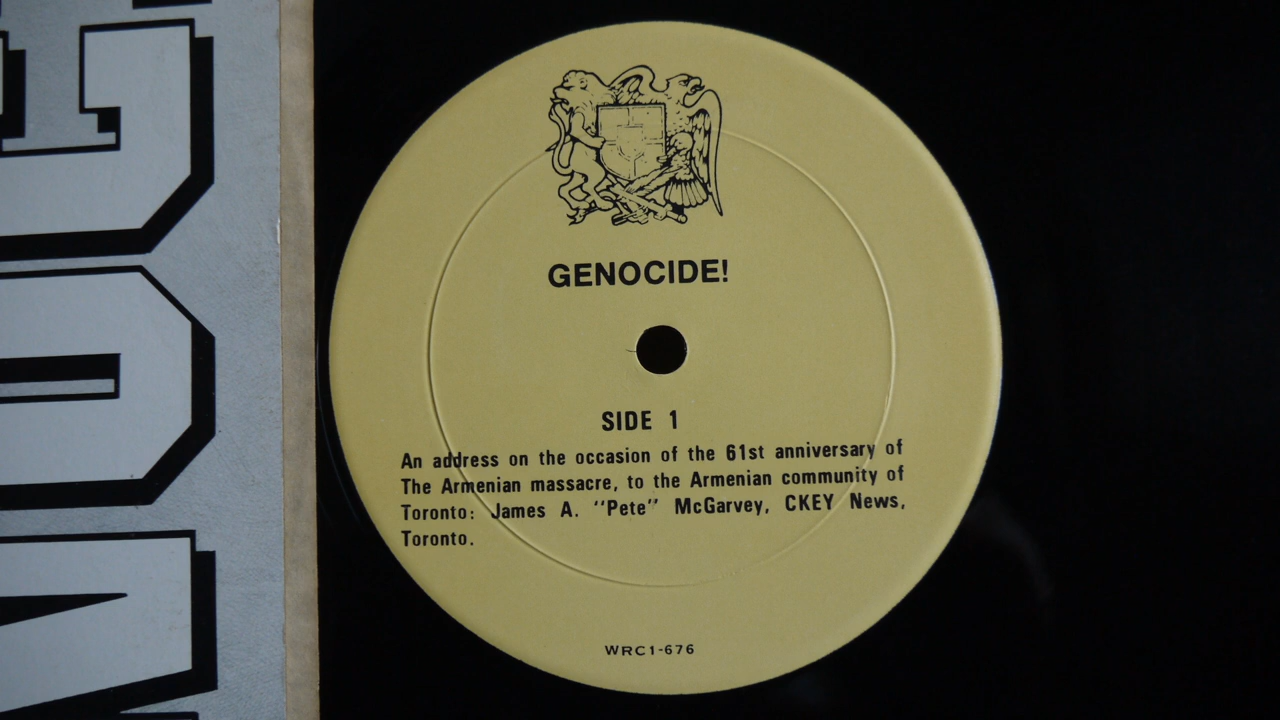 GENOCIDE!
SIDE 1
An address on the occasion of the 61st anniversary of
The Armenian massacre, to the Armenian community of
Toronto: James A. "Pete" McGarvey, CKEY News,
Toronto.
WRC1-676